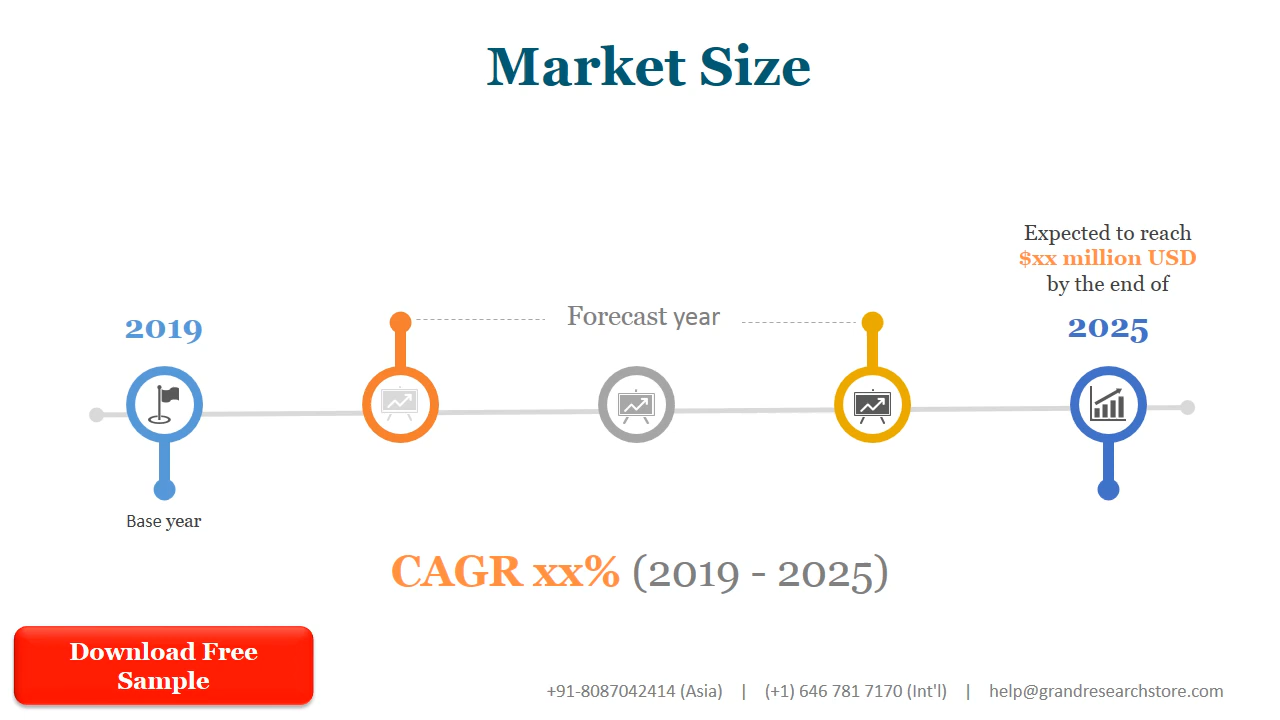 Market Size
Expected to reach
$xx million USD
by the end of
2025
2019
Forecast year
Base year
CAGR xx% (2019 - 2025)
Download Free
Sample
+91-8087042414 (Asia) | (+1) 646 781 7170 (Int'l) | help@grandresearchstore.com